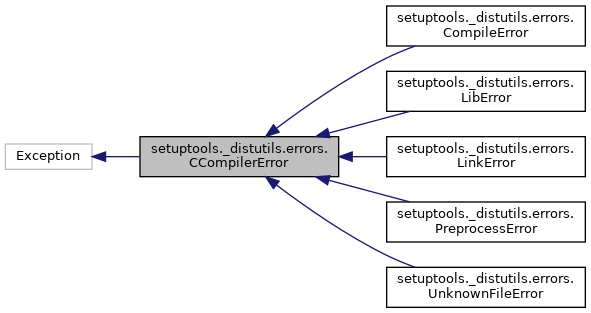 setuptools._distutils.errors.
CompileError
setuptools._distutils.errors.
LibError
Exception
setuptools._distutils.errors.
CCompilerError
setuptools._distutils.errors.
LinkError
setuptools._distutils.errors.
PreprocessError
setuptools._distutils.errors.
UnknownFileError